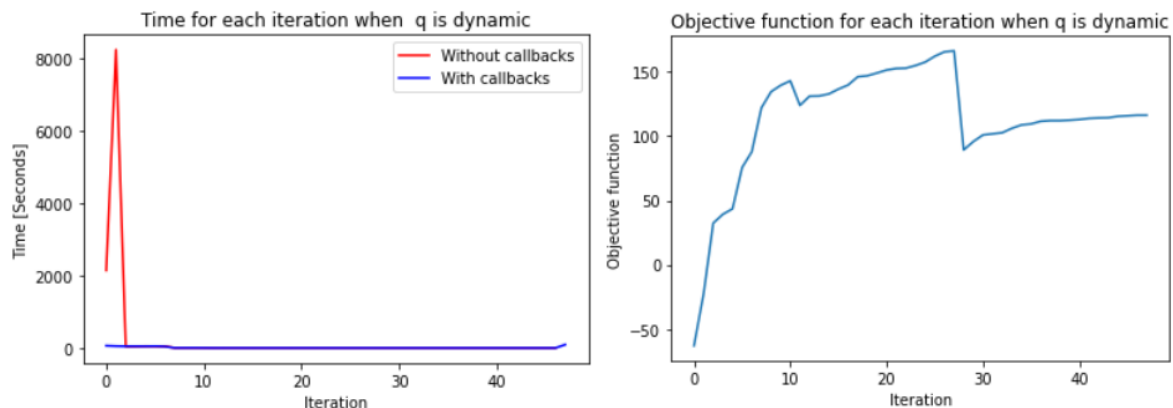 Time for each iteration when  q is dynamic
8000
6000
4000
2000
0
Time [Seconds]
Without callbacks
With callbacks
0 10 20 30 40
Iteration
Objective function for each iteration when q is dynamic
150
100
50
0
−50
Objective function
0 10 20 30 40
Iteration